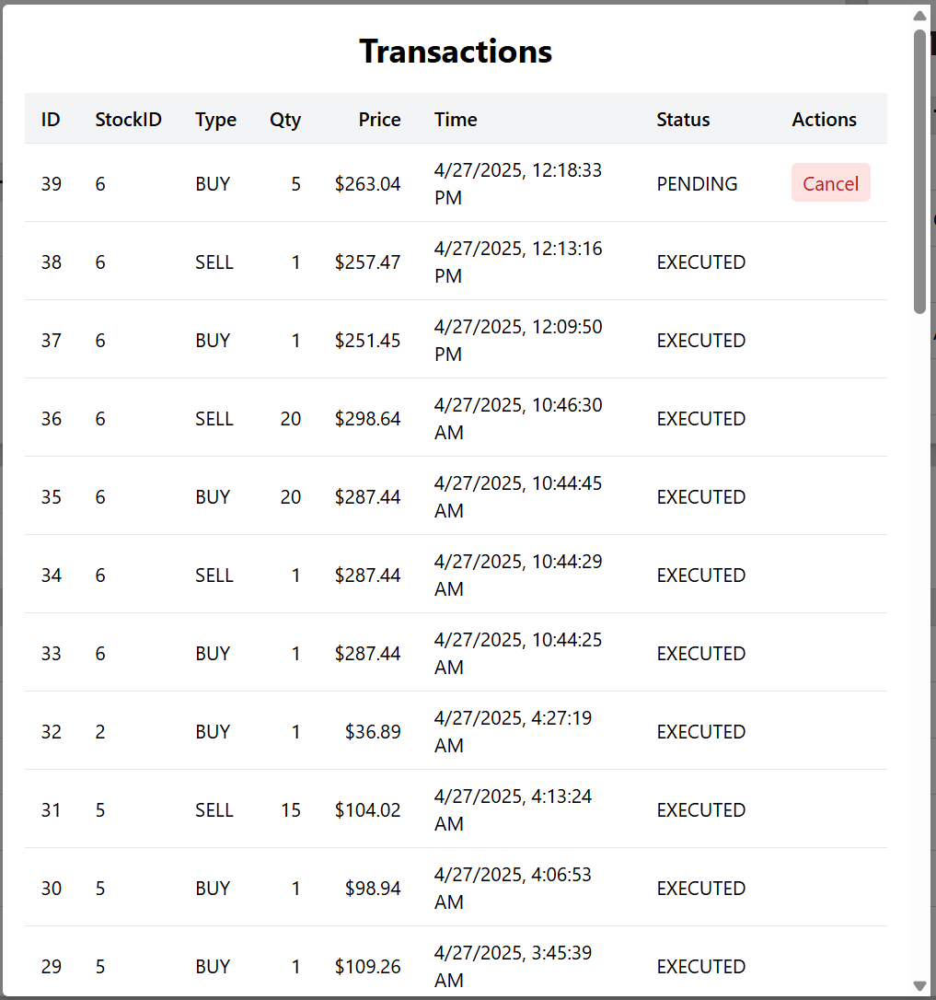 Transactions
ID StockID Type Qty Price Time Status Actions
39 6 BUY 5 $263.04 4/27/2025, 12:18:33 PM PENDING Cancel
38 6 SELL 1 $257.47 4/27/2025, 12:13:16 PM EXECUTED
37 6 BUY 1 $251.45 4/27/2025, 12:09:50 PM EXECUTED
36 6 SELL 20 $298.64 4/27/2025, 10:46:30 AM EXECUTED
35 6 BUY 20 $287.44 4/27/2025, 10:44:45 AM EXECUTED
34 6 SELL 1 $287.44 4/27/2025, 10:44:29 AM EXECUTED
33 6 BUY 1 $287.44 4/27/2025, 10:44:25 AM EXECUTED
32 2 BUY 1 $36.89 4/27/2025, 4:27:19 AM EXECUTED
31 5 SELL 15 $104.02 4/27/2025, 4:13:24 AM EXECUTED
30 5 BUY 1 $98.94 4/27/2025, 4:06:53 AM EXECUTED
29 5 BUY 1 $109.26 4/27/2025, 3:45:39 AM EXECUTED